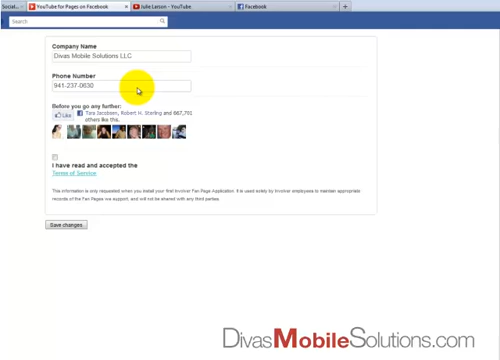 Social...
YouTube for Pages on Facebook
Julie Larson - YouTube
Facebook
Search
Company Name
Divas Mobile Solutions LLC
Phone Number
941-237-0630
Before you go any further:
Like
Tara Jacobsen, Robert H. Sterling and 667,701
others like this.
I have read and accepted the
Terms of Service
This information is only requested when you install your first Involver Fan Page Application. It is used solely by Involver employees to maintain appropriate
records of the Fan Pages we support, and will not be shared with any third parties.
Save changes
DivasMobileSolutions.com